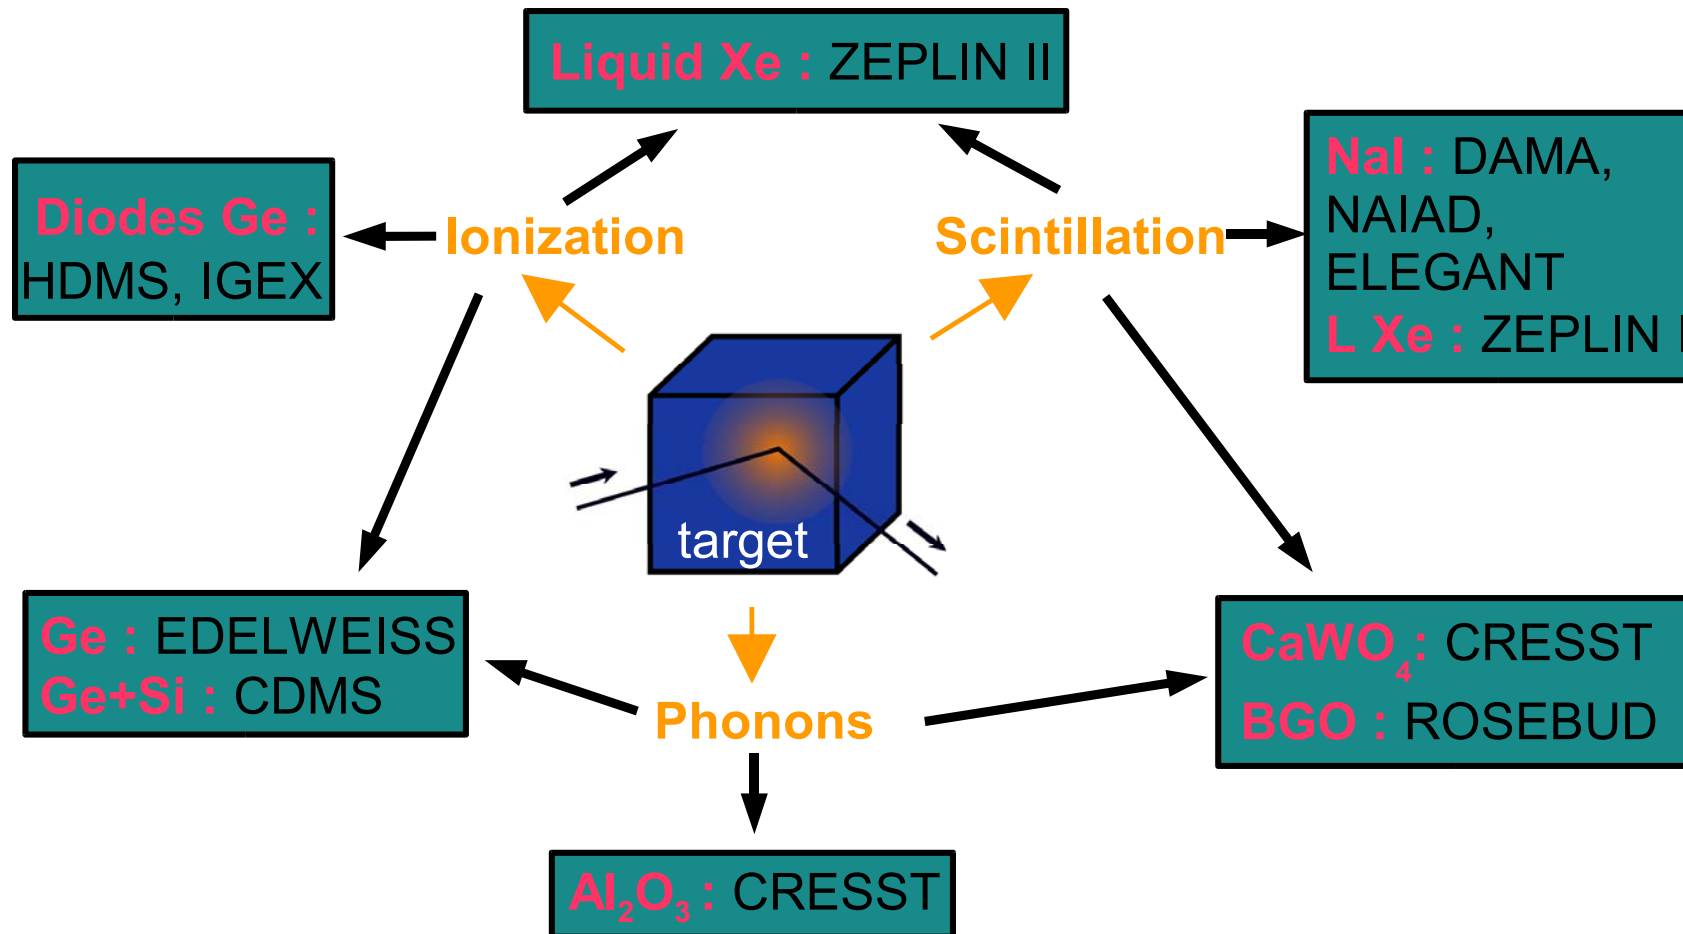 Liquid Xe : ZEPLIN II
Diodes Ge :
HDMS, IGEX
Ionization
Scintillation
NaI : DAMA,
NAIAD,
ELEGANT
L Xe : ZEPLIN I
target
Ge : EDELWEISS
Ge+Si : CDMS
Phonons
CaWO₄: CRESST
BGO : ROSEBUD
Al₂O₃ : CRESST